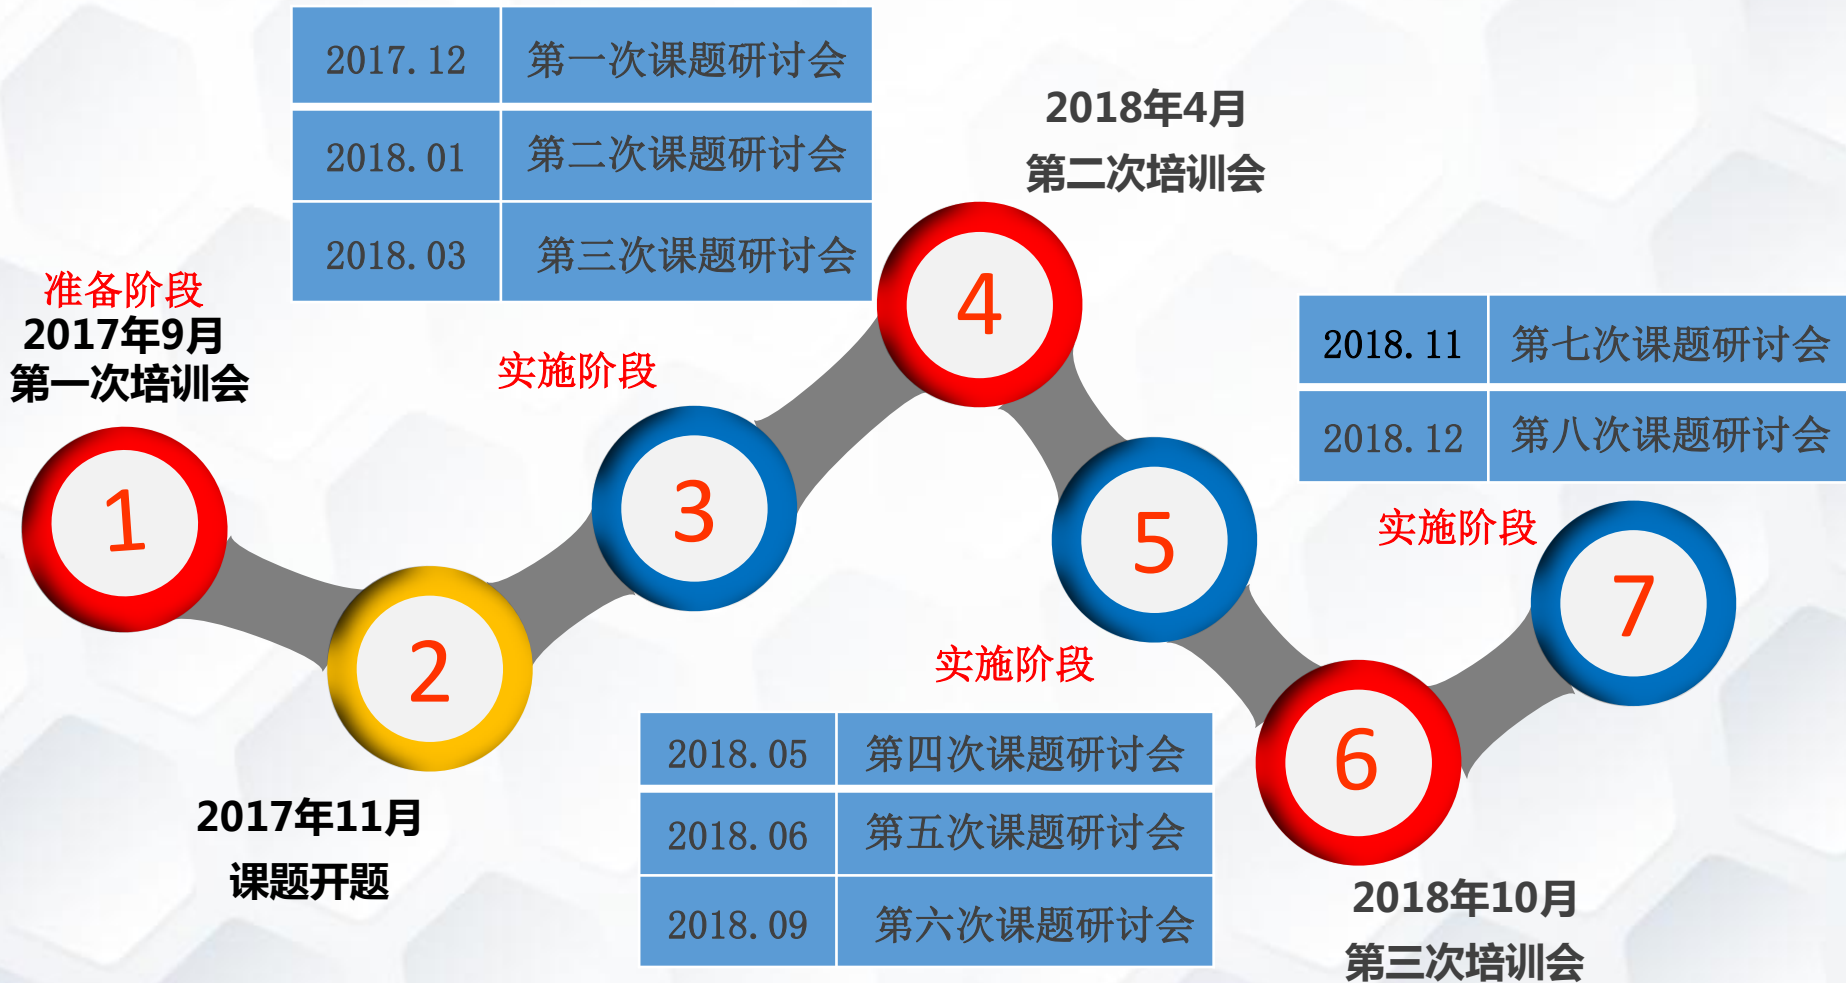 准备阶段
2017年9月
第一次培训会
1
2
2017年11月
课题开题
2017.12 第一次课题研讨会
2018.01 第二次课题研讨会
2018.03 第三次课题研讨会
实施阶段
3
2018年4月
第二次培训会
4
5
实施阶段
2018.05 第四次课题研讨会
2018.06 第五次课题研讨会
2018.09 第六次课题研讨会
6
2018年10月
第三次培训会
2018.11 第七次课题研讨会
2018.12 第八次课题研讨会
实施阶段
7